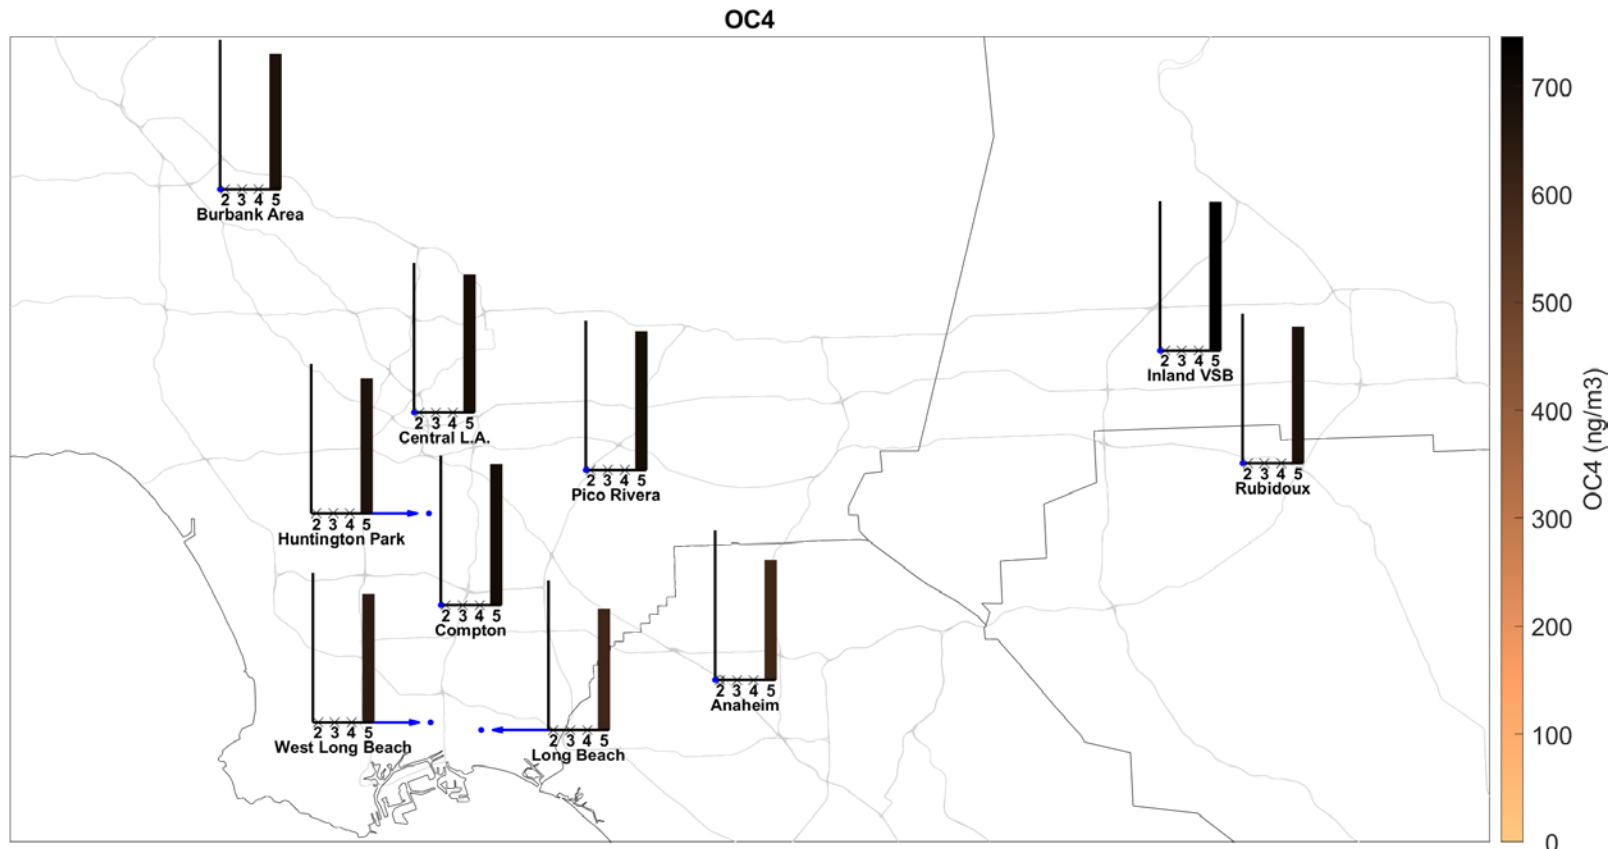 OC4
2 3 4 5
Burbank Area
2 3 4 5
Central L.A.
2 3 4 5
Huntington Park
2 3 4 5
Pico Rivera
2 3 4 5
Inland VSB
2 3 4 5
Rubidoux
2 3 4 5
Compton
2 3 4 5
West Long Beach
2 3 4 5
Long Beach
2 3 4 5
Anaheim
700
600
500
400
300
200
100
0
OC4 (ng/m3)